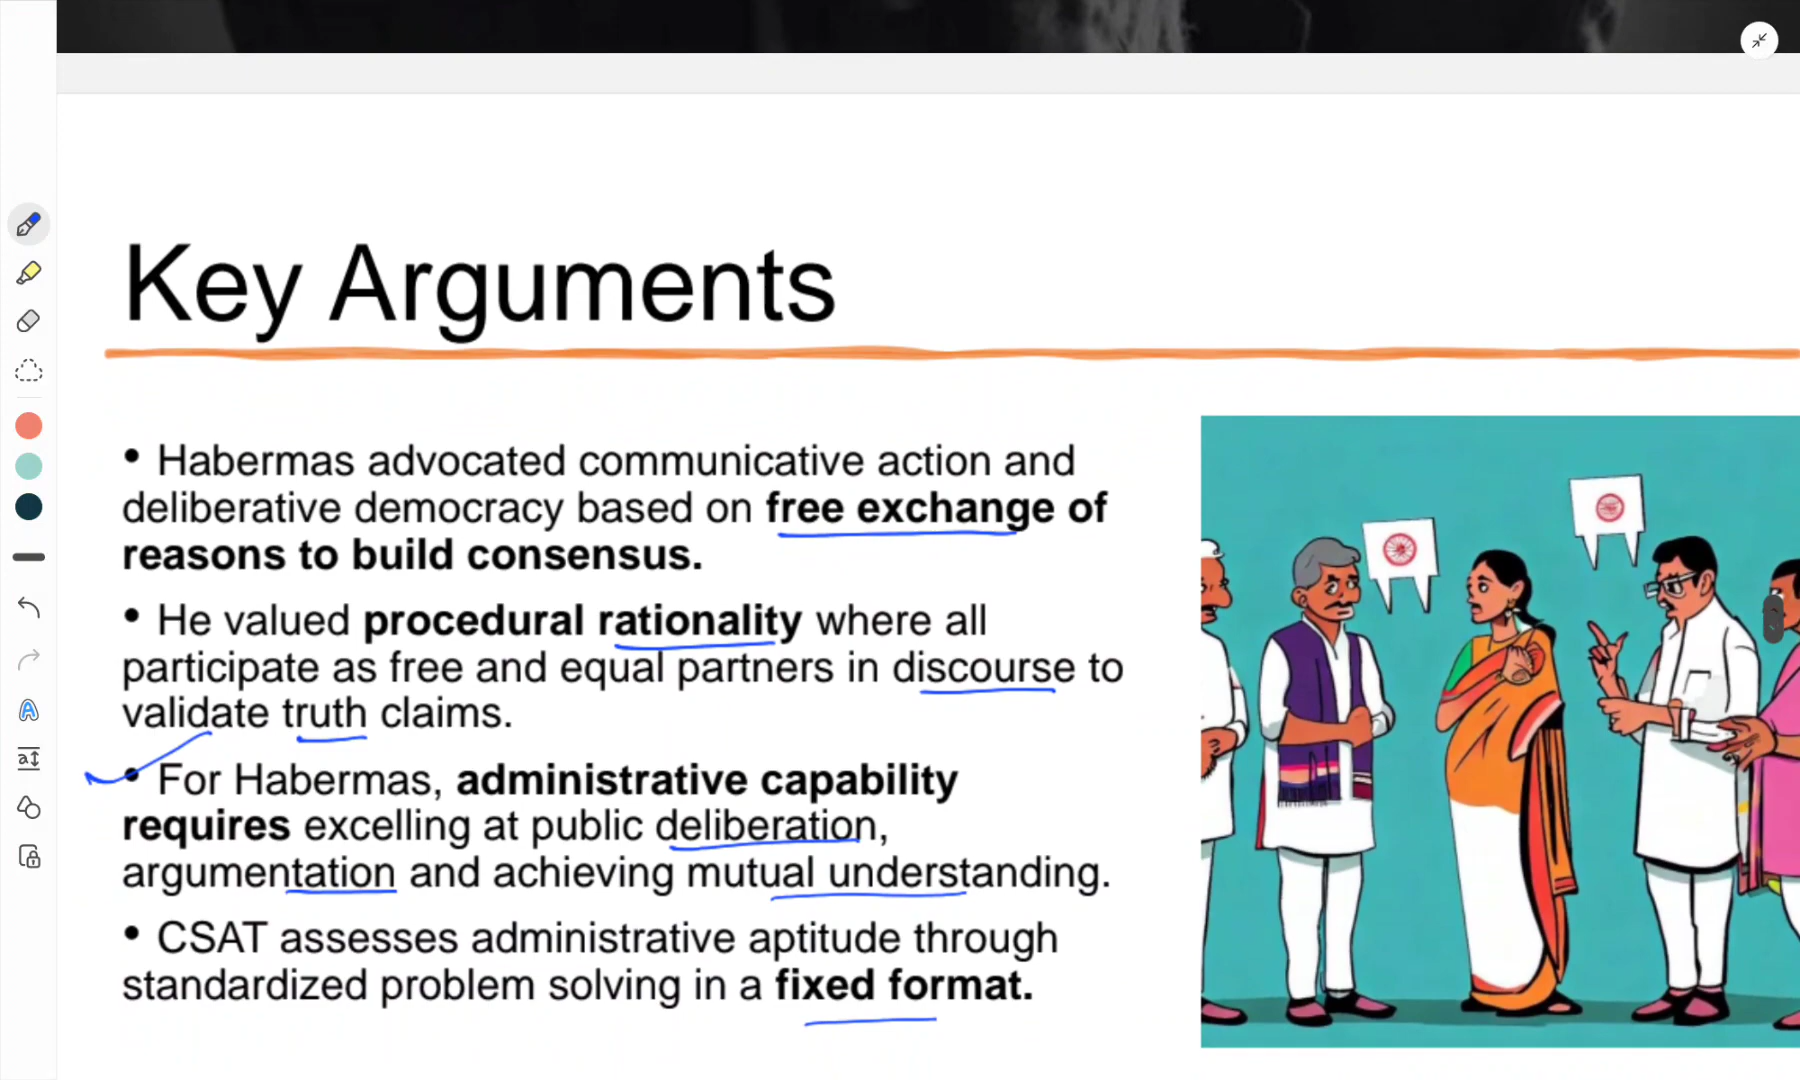 Key Arguments
• Habermas advocated communicative action and
deliberative democracy based on free exchange of
reasons to build consensus.
• He valued procedural rationality where all
participate as free and equal partners in discourse to
validate truth claims.
• For Habermas, administrative capability
requires excelling at public deliberation,
argumentation and achieving mutual understanding.
• CSAT assesses administrative aptitude through
standardized problem solving in a fixed format.